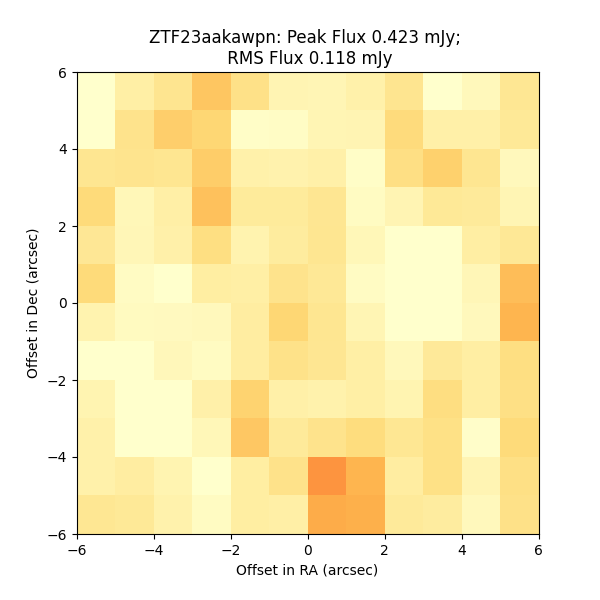 ZTF23aakawpn: Peak Flux 0.423 mJy;
RMS Flux 0.118 mJy
6
4
2
0
−2
−4
−6
Offset in Dec (arcsec)
−6 −4 −2 0 2 4 6
Offset in RA (arcsec)